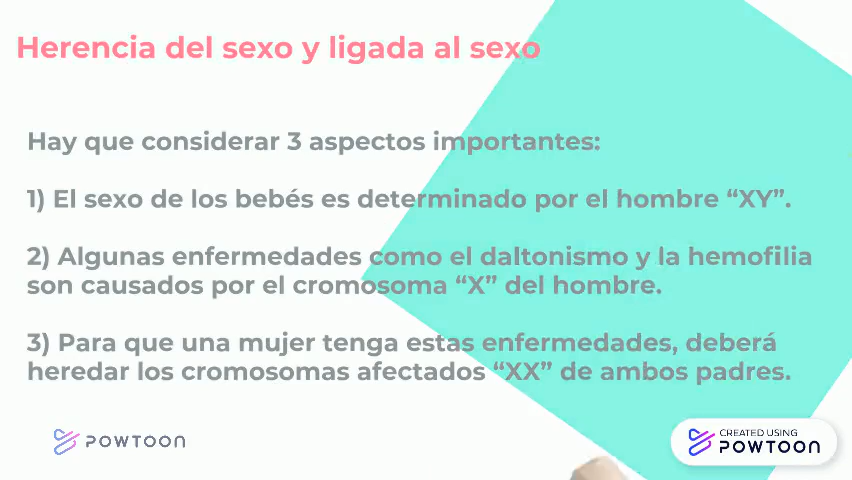 Herencia del sexo y ligada al sexo
Hay que considerar 3 aspectos importantes:
1) El sexo de los bebés es determinado por el hombre “XY”.
2) Algunas enfermedades como el daltonismo y la hemofilia
son causados por el cromosoma “X” del hombre.
3) Para que una mujer tenga estas enfermedades, deberá
heredar los cromosomas afectados “XX” de ambos padres.
POWTOON
CREATED USING
POWTOON